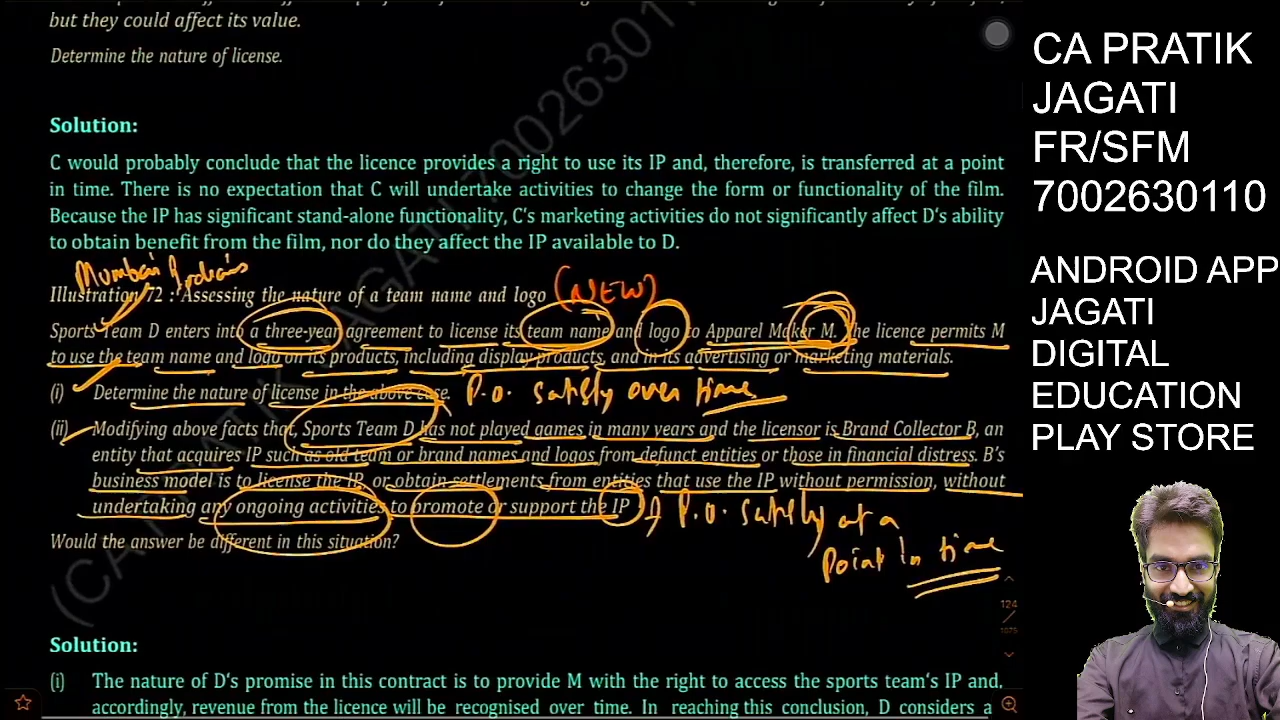 but they could affect its value.
Determine the nature of license.
Solution:
C would probably conclude that the licence provides a right to use its IP and, therefore, is transferred at a point
in time. There is no expectation that C will undertake activities to change the form or functionality of the film.
Because the IP has significant stand-alone functionality, C's marketing activities do not significantly affect D's ability
to obtain benefit from the film, nor do they affect the IP available to D.
Mumbai Indians
Illustration 72 : Assessing the nature of a team name and logo (NEW)
Sports Team D enters into a three-year agreement to license its team name and logo to Apparel Maker M. The licence permits M
to use the team name and logo on its products, including display products, and in its advertising or marketing materials.
(i) Determine the nature of license in the above case. P.O. satisfy over time
(ii) Modifying above facts that, Sports Team D has not played games in many years and the licensor is Brand Collector B, an
entity that acquires IP such as old team or brand names and logos from defunct entities or those in financial distress. B's
business model is to license the IP, or obtain settlements from entities that use the IP without permission, without
undertaking any ongoing activities to promote or support the IP
P.O. satisfy at a
Point In time
Would the answer be different in this situation?
Solution:
(i) The nature of D's promise in this contract is to provide M with the right to access the sports team's IP and,
accordingly, revenue from the licence will be recognised over time. In reaching this conclusion, D considers a
124
/
1075
(CA PRATIK JAGATI 7002630110
CA PRATIK
JAGATI
FR/SFM
7002630110
ANDROID APP
JAGATI
DIGITAL
EDUCATION
PLAY STORE